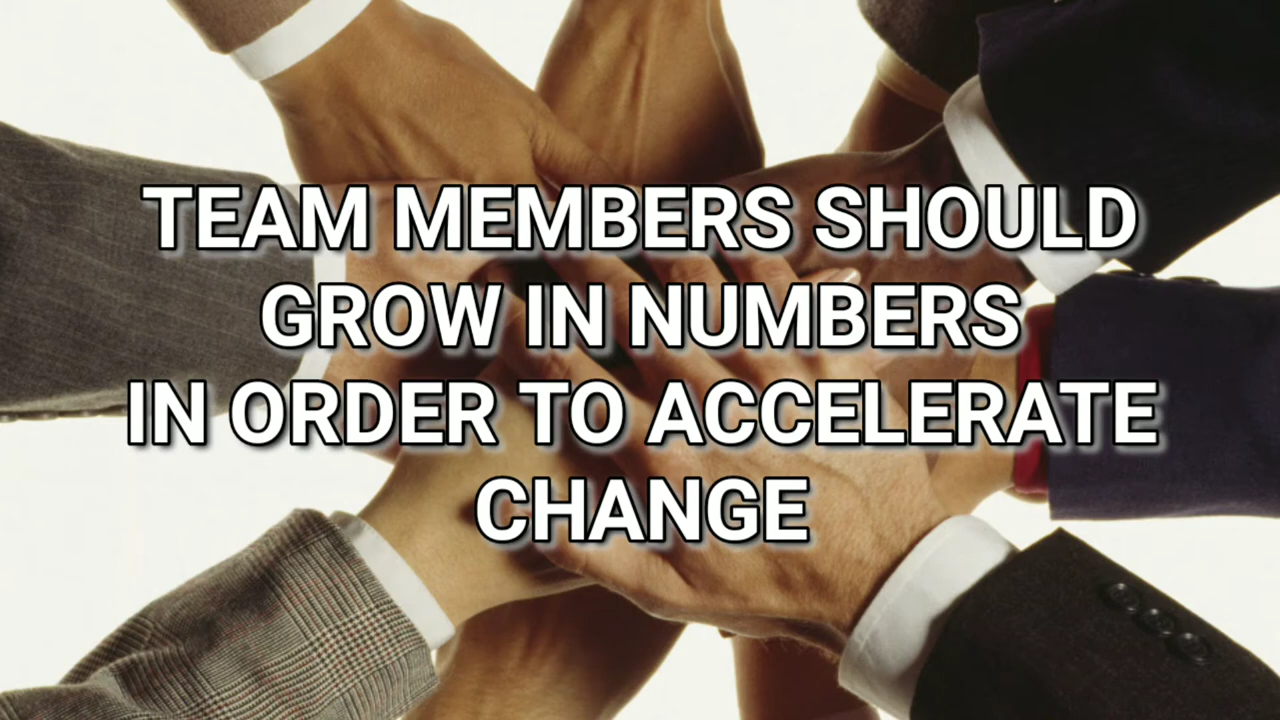 TEAM MEMBERS SHOULD
GROW IN NUMBERS
IN ORDER TO ACCELERATE
CHANGE